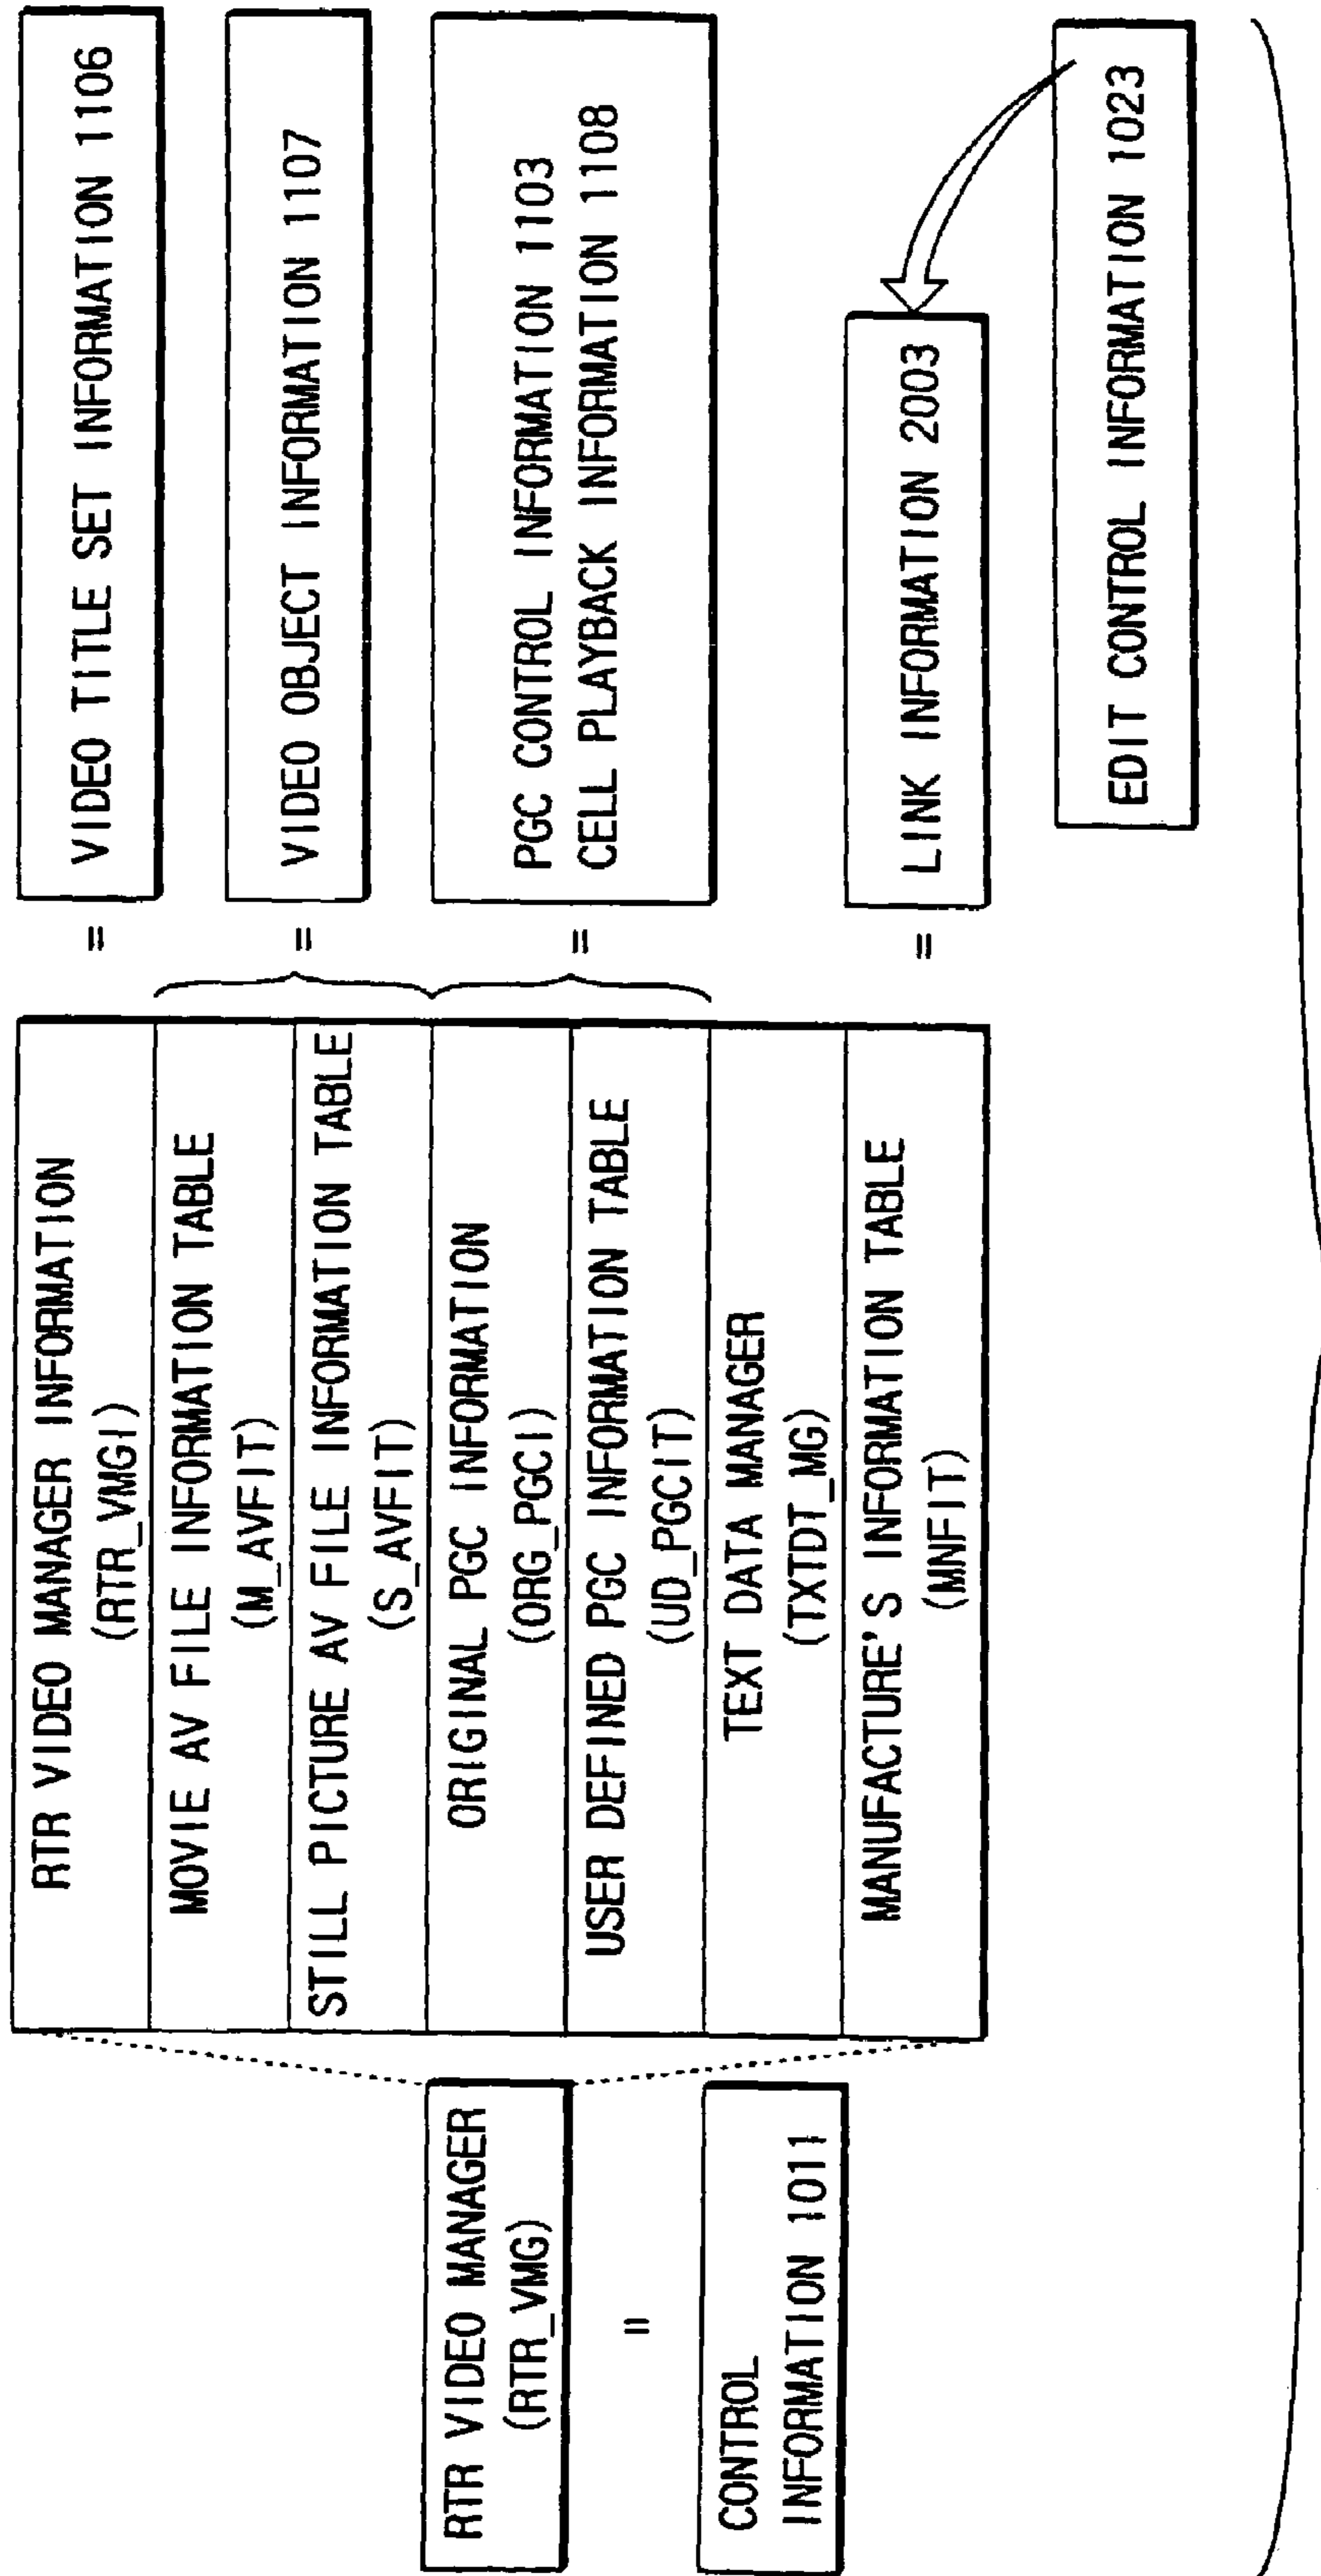 RTR VIDEO MANAGER
(RTR_VMG)
=
CONTROL
INFORMATION 1011
RTR VIDEO MANAGER INFORMATION
(RTR_VMGI)
MOVIE AV FILE INFORMATION TABLE
(M_AVFIT)
STILL PICTURE AV FILE INFORMATION TABLE
(S_AVFIT)
ORIGINAL PGC INFORMATION
(ORG_PGCI)
USER DEFINED PGC INFORMATION TABLE
(UD_PGCIT)
TEXT DATA MANAGER
(TXTDT_MG)
MANUFACTURE'S INFORMATION TABLE
(MNFIT)
=
VIDEO TITLE SET INFORMATION 1106
=
VIDEO OBJECT INFORMATION 1107
=
PGC CONTROL INFORMATION 1103
CELL PLAYBACK INFORMATION 1108
=
LINK INFORMATION 2003
EDIT CONTROL INFORMATION 1023